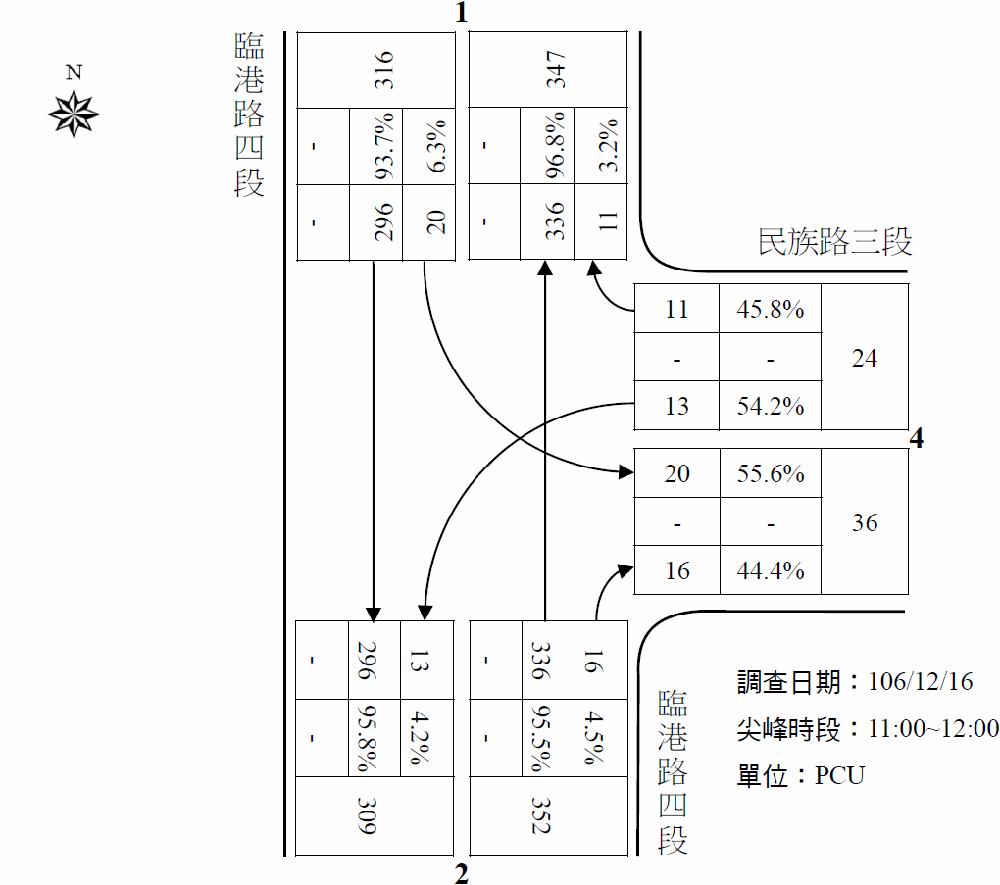 1
臨港路四段
N
316 347
- 93.7% 6.3% - 96.8% 3.2%
- 296 20 - 336 11
民族路三段
11 45.8%
- - 24
13 54.2%
4
20 55.6%
- - 36
16 44.4%
- 296 13 - 336 16
- 95.8% 4.2% - 95.5% 4.5%
309 352
2
臨港路四段
調查日期：106/12/16
尖峰時段：11:00~12:00
單位：PCU